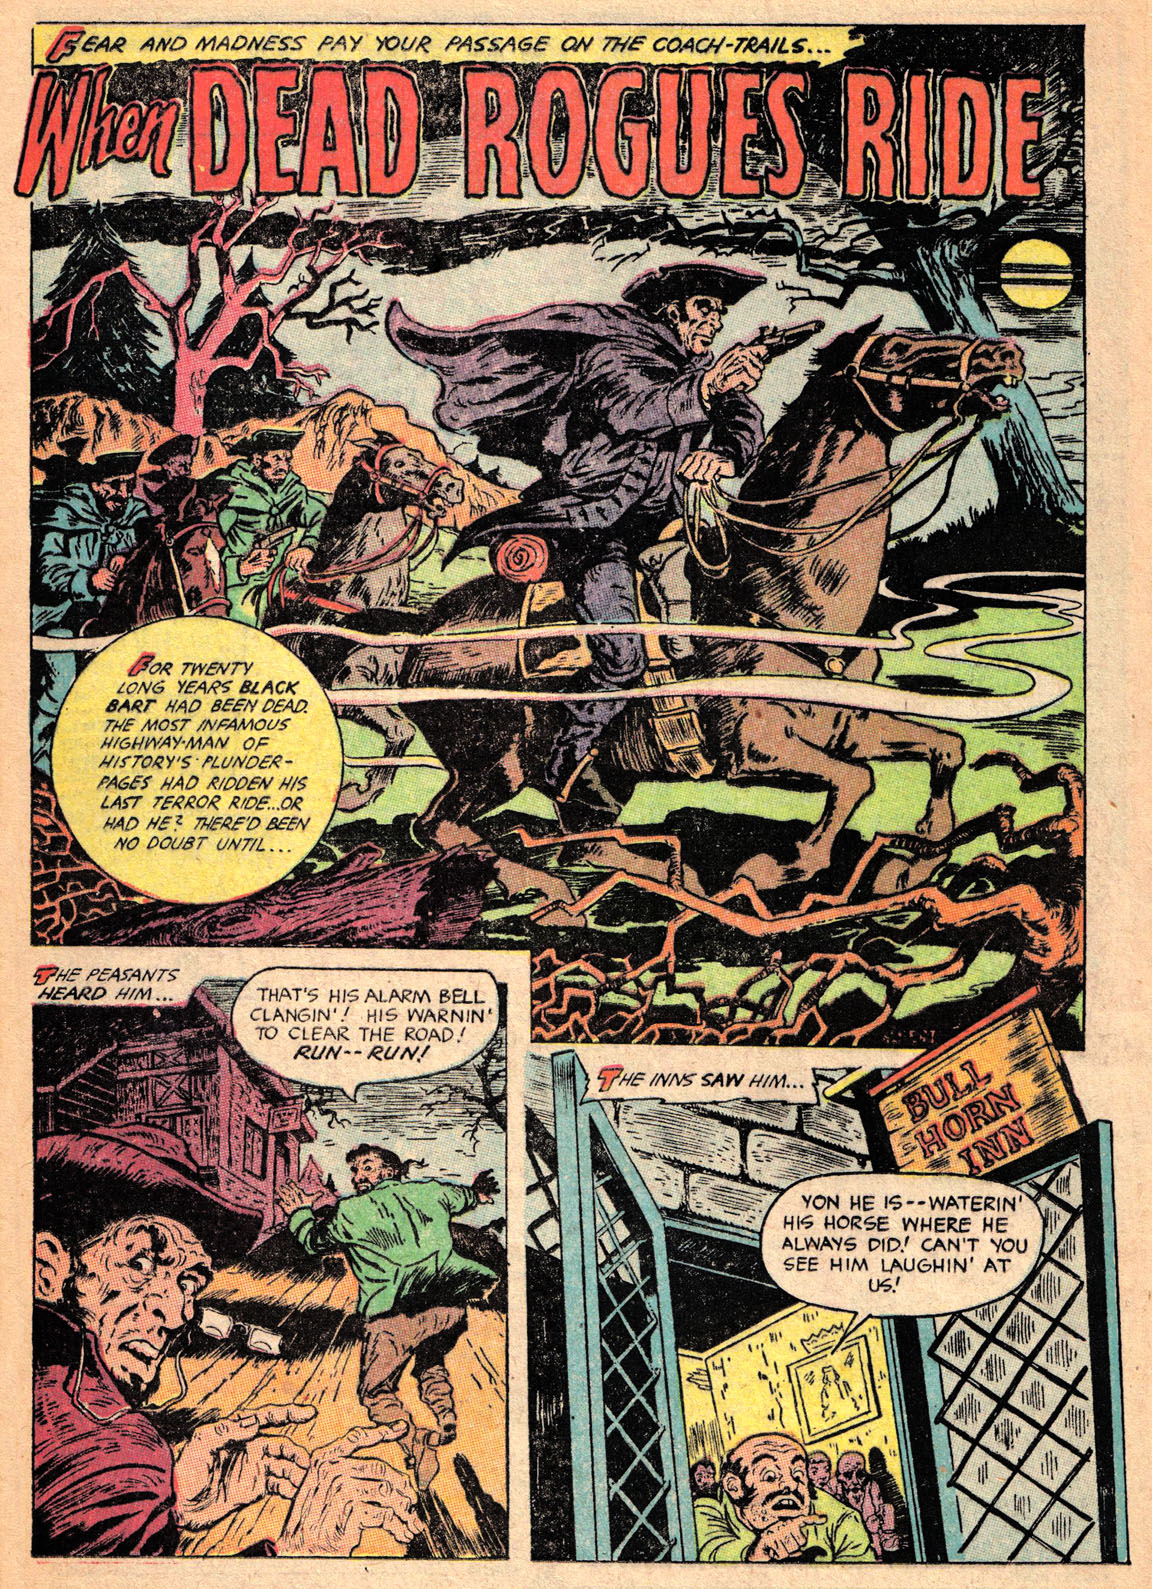 FEAR AND MADNESS PAY YOUR PASSAGE ON THE COACH-TRAILS...
When DEAD ROGUES RIDE
FOR TWENTY
LONG YEARS BLACK
BART HAD BEEN DEAD.
THE MOST INFAMOUS
HIGHWAY-MAN OF
HISTORY'S PLUNDER-
PAGES HAD RIDDEN HIS
LAST TERROR RIDE...OR
HAD HE? THERE'D BEEN
NO DOUBT UNTIL...
THE PEASANTS
HEARD HIM...
THAT'S HIS ALARM BELL
CLANGIN'! HIS WARNIN'
TO CLEAR THE ROAD!
RUN--RUN!
THE INNS SAW HIM...
BULL
HORN
INN
YON HE IS--WATERIN'
HIS HORSE WHERE HE
ALWAYS DID! CAN'T YOU
SEE HIM LAUGHIN' AT
US!